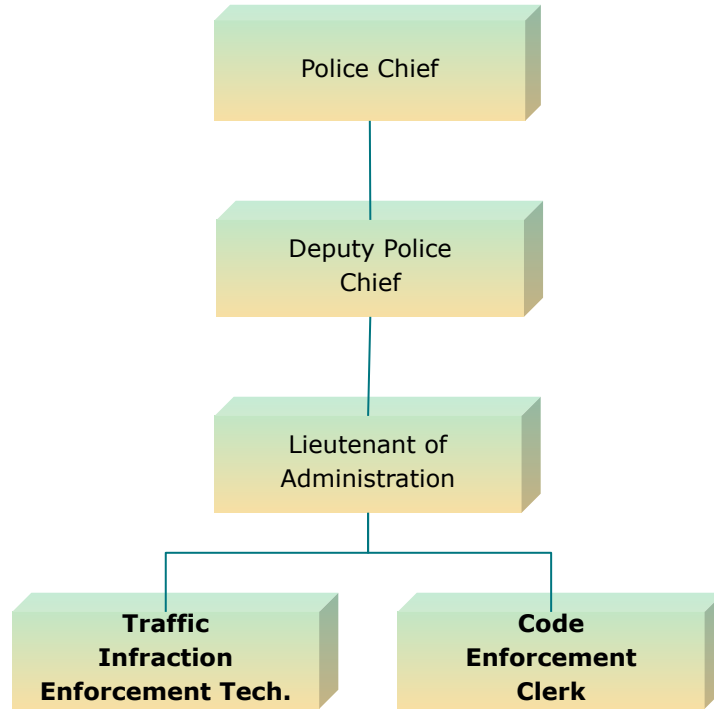 Police Chief
Deputy Police
Chief
Lieutenant of
Administration
Traffic
Infraction
Enforcement Tech.
Code
Enforcement
Clerk